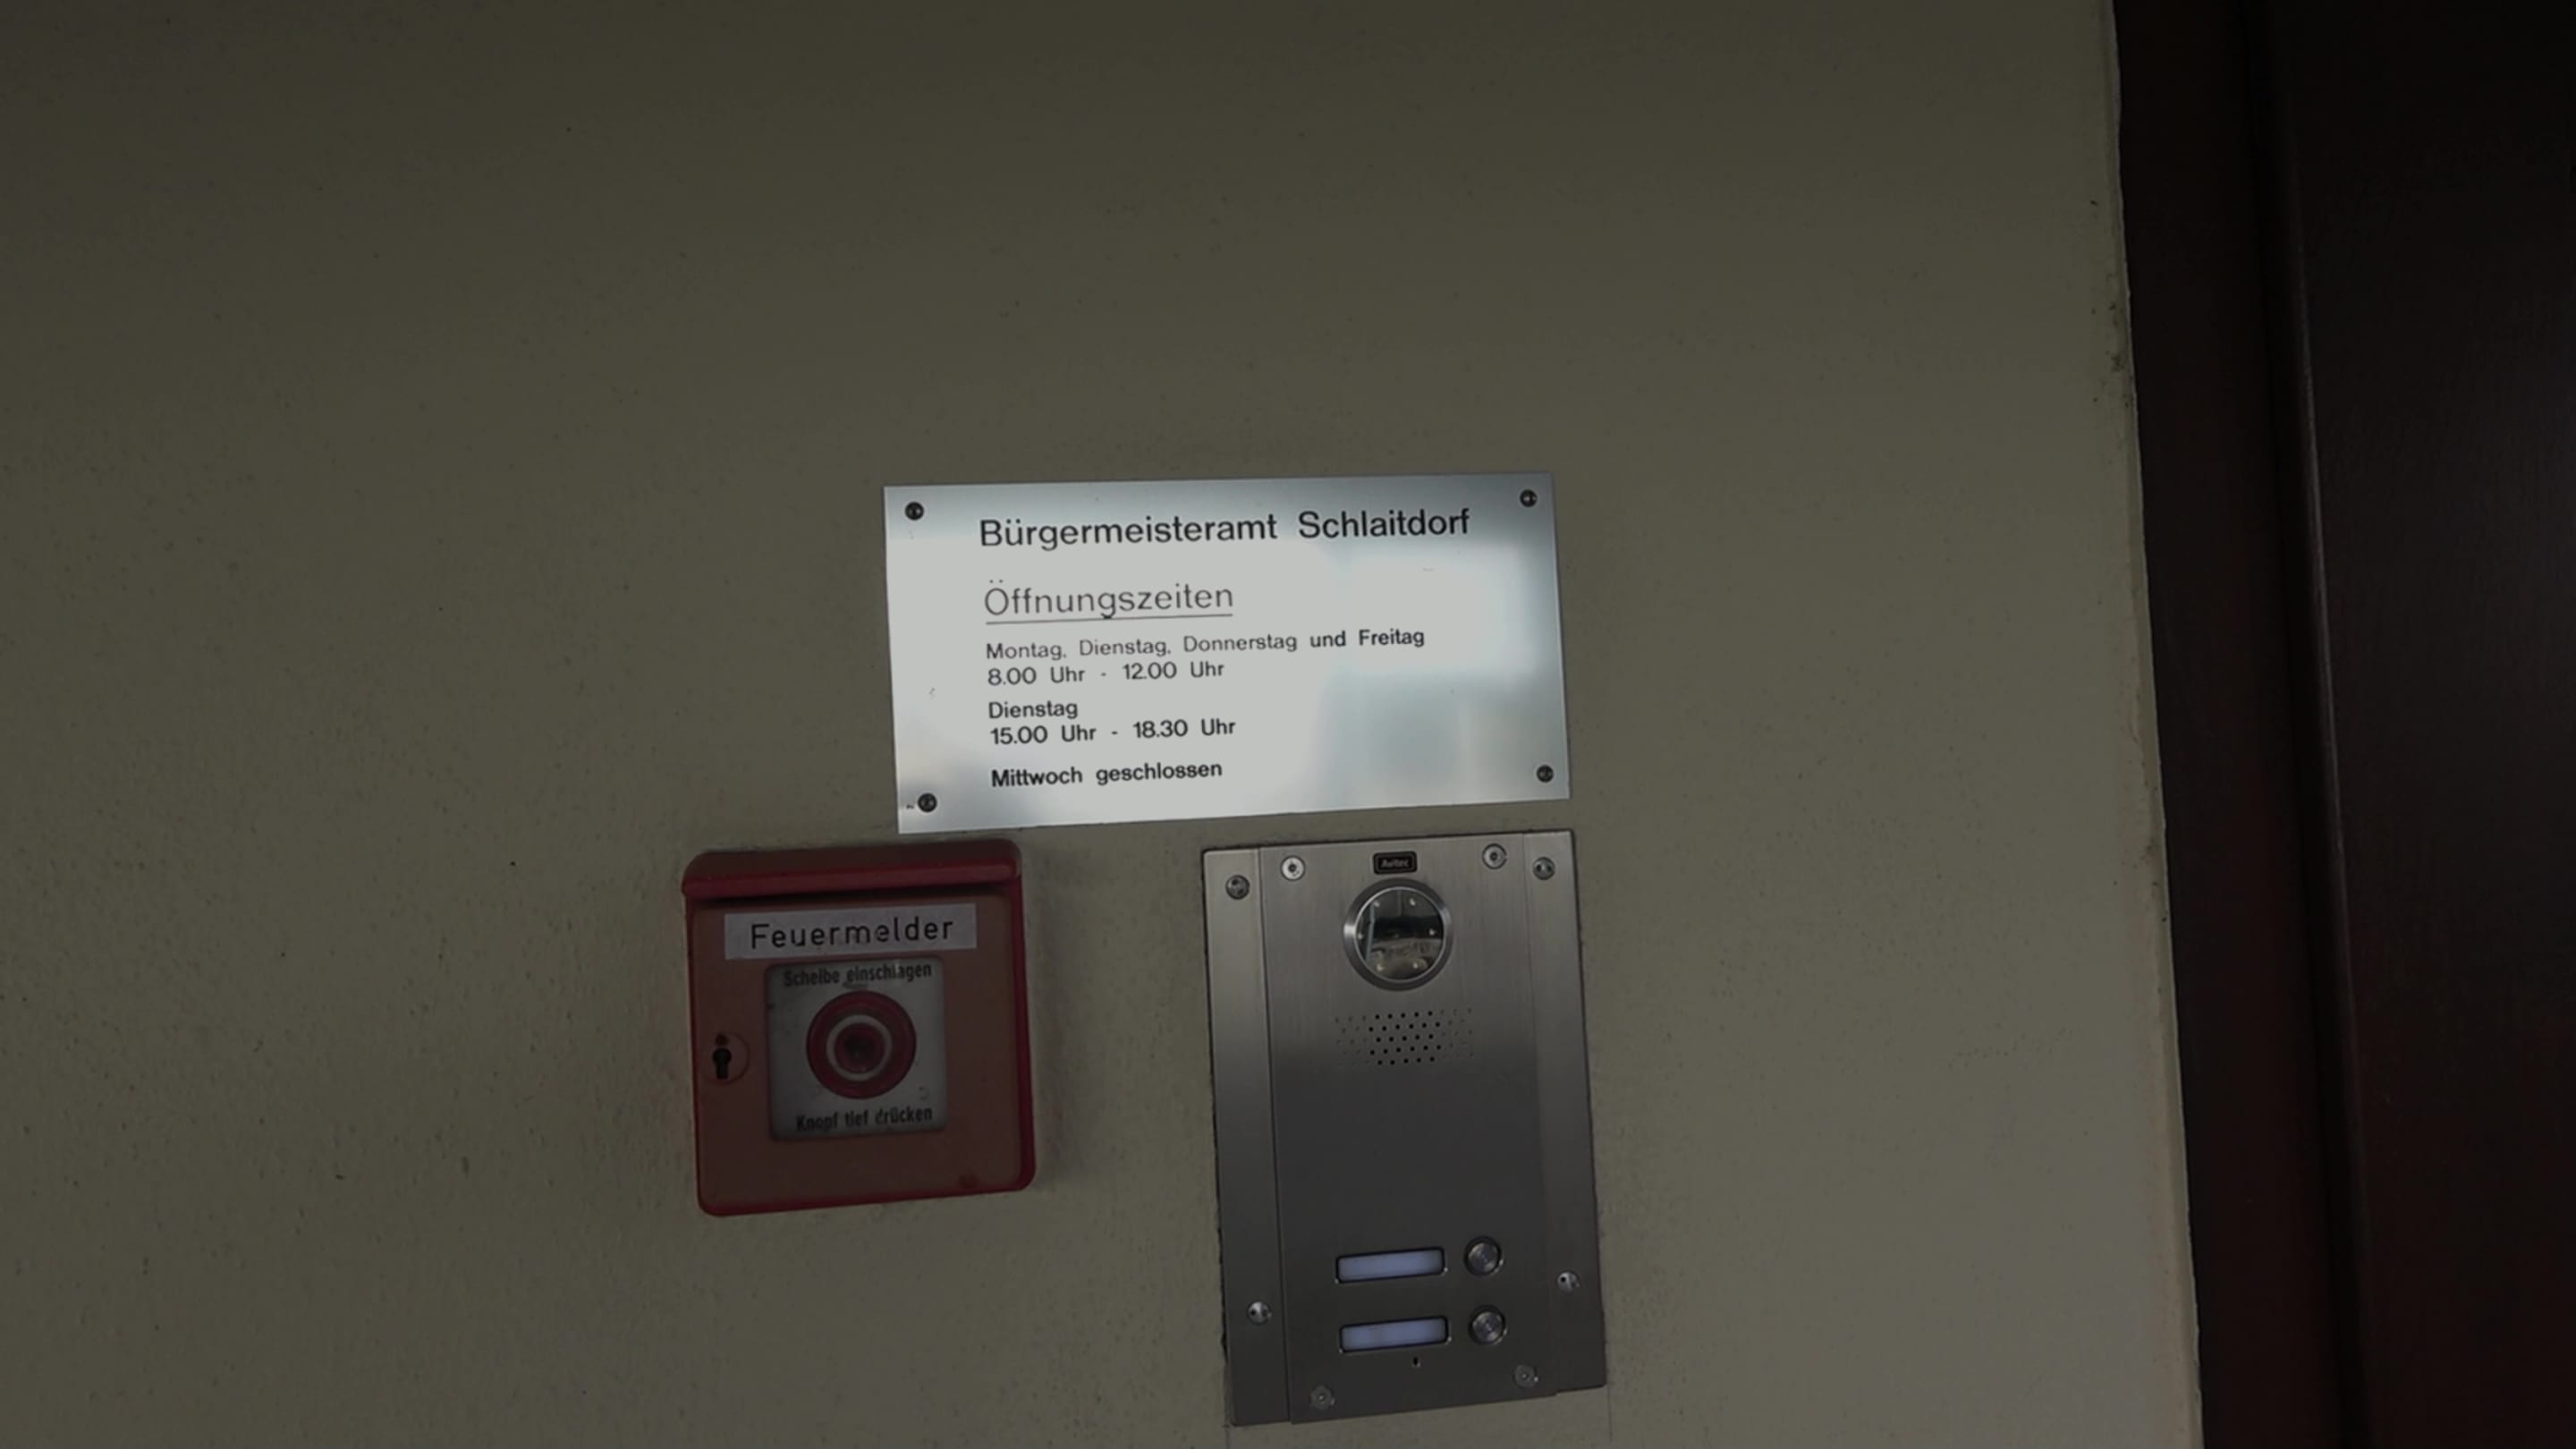 Bürgermeisteramt Schlaitdorf
Öffnungszeiten
Montag, Dienstag, Donnerstag und Freitag
8.00 Uhr - 12.00 Uhr
Dienstag
15.00 Uhr - 18.30 Uhr
Mittwoch geschlossen
Feuermelder
Scheibe einschlagen
Knopf tief drücken
Avitec